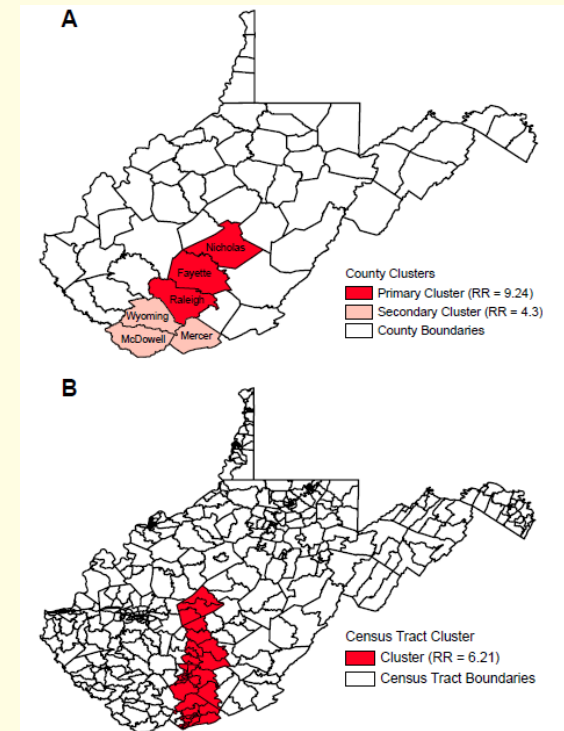 A
Nicholas
Fayette
Raleigh
Wyoming
McDowell
Mercer
County Clusters
Primary Cluster (RR = 9.24)
Secondary Cluster (RR = 4.3)
County Boundaries
B
Census Tract Cluster
Cluster (RR = 6.21)
Census Tract Boundaries